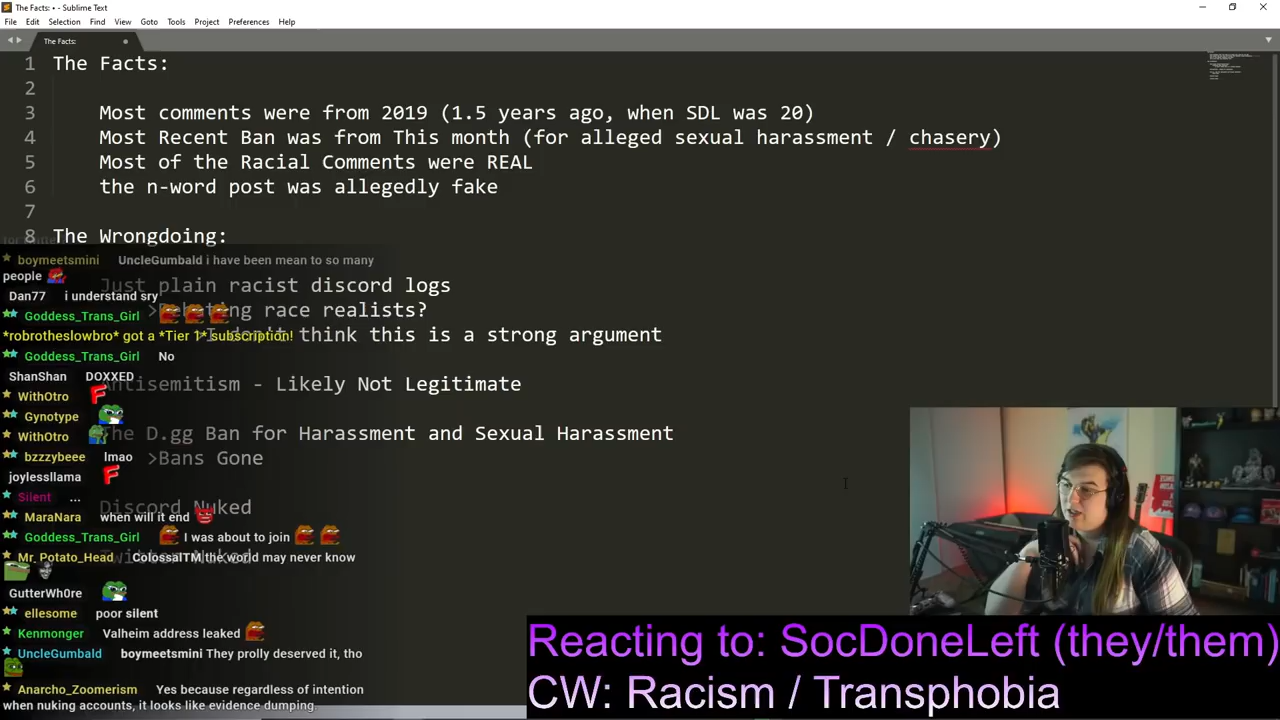 The Facts: • - Sublime Text
File Edit Selection Find View Goto Tools Project Preferences Help
The Facts:
1 The Facts:
2
3 Most comments were from 2019 (1.5 years ago, when SDL was 20)
4 Most Recent Ban was from This month (for alleged sexual harassment / chasery)
5 Most of the Racial Comments were REAL
6 the n-word post was allegedly fake
7
8 The Wrongdoing:
Just plain racist discord logs
race realists?
think this is a strong argument
Antisemitism - Likely Not Legitimate
The D.gg Ban for Harassment and Sexual Harassment
>Bans Gone
Discord Nuked
Twitter Nuked
boymeetsmini UncleGumbald i have been mean to so many
people
Dan77 i understand sry
Goddess_Trans_Girl
*robrotheslowbro* got a *Tier 1* subscription!
Goddess_Trans_Girl No
ShanShan DOXXED
WithOtro
Gynotype
WithOtro
bzzzybeee lmao
joylessllama
Silent ...
MaraNara when will it end
Goddess_Trans_Girl I was about to join
Mr_Potato_Head ColossalTM the world may never know
GutterWh0re
ellesome poor silent
Kenmonger Valheim address leaked
UncleGumbald boymeetsmini They prolly deserved it, tho
Anarcho_Zoomerism Yes because regardless of intention
when nuking accounts, it looks like evidence dumping.
Reacting to: SocDoneLeft (they/them)
CW: Racism / Transphobia